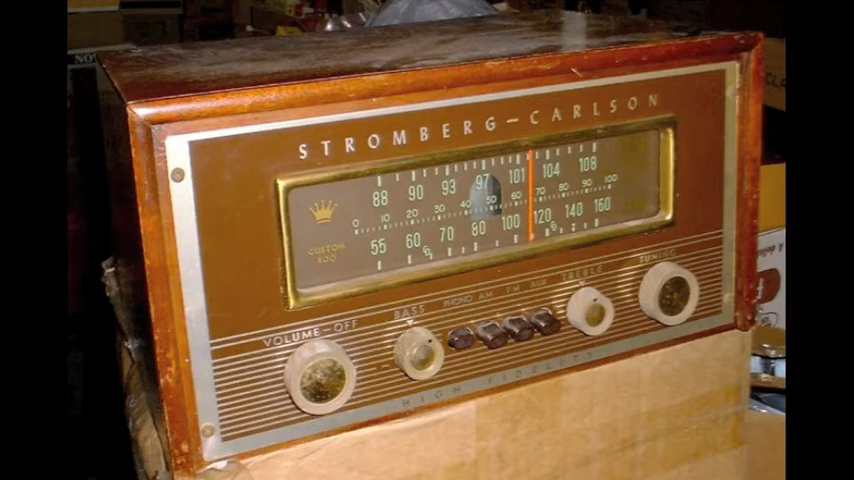 STROMBERG-CARLSON
88 90 93 97 101 104 108
0 10 20 30 40 50 60 70 80 90 100
55 60 70 80 100 120 140 160
CUSTOM
400
VOLUME-OFF
BASS
PHONO
AM
FM
AUX
TREBLE
TUNING
HIGH FIDELITY